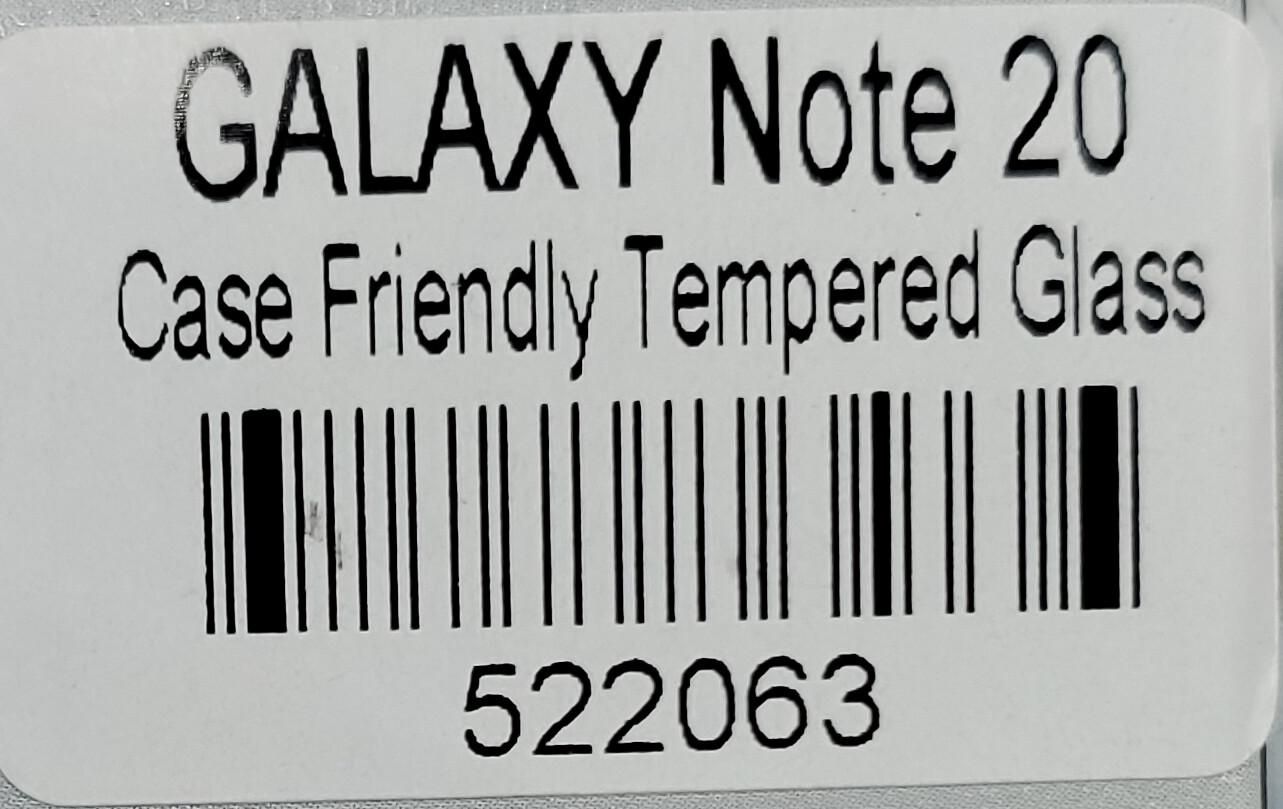 GALAXY Note 20
Case Friendly Tempered Glass
522063